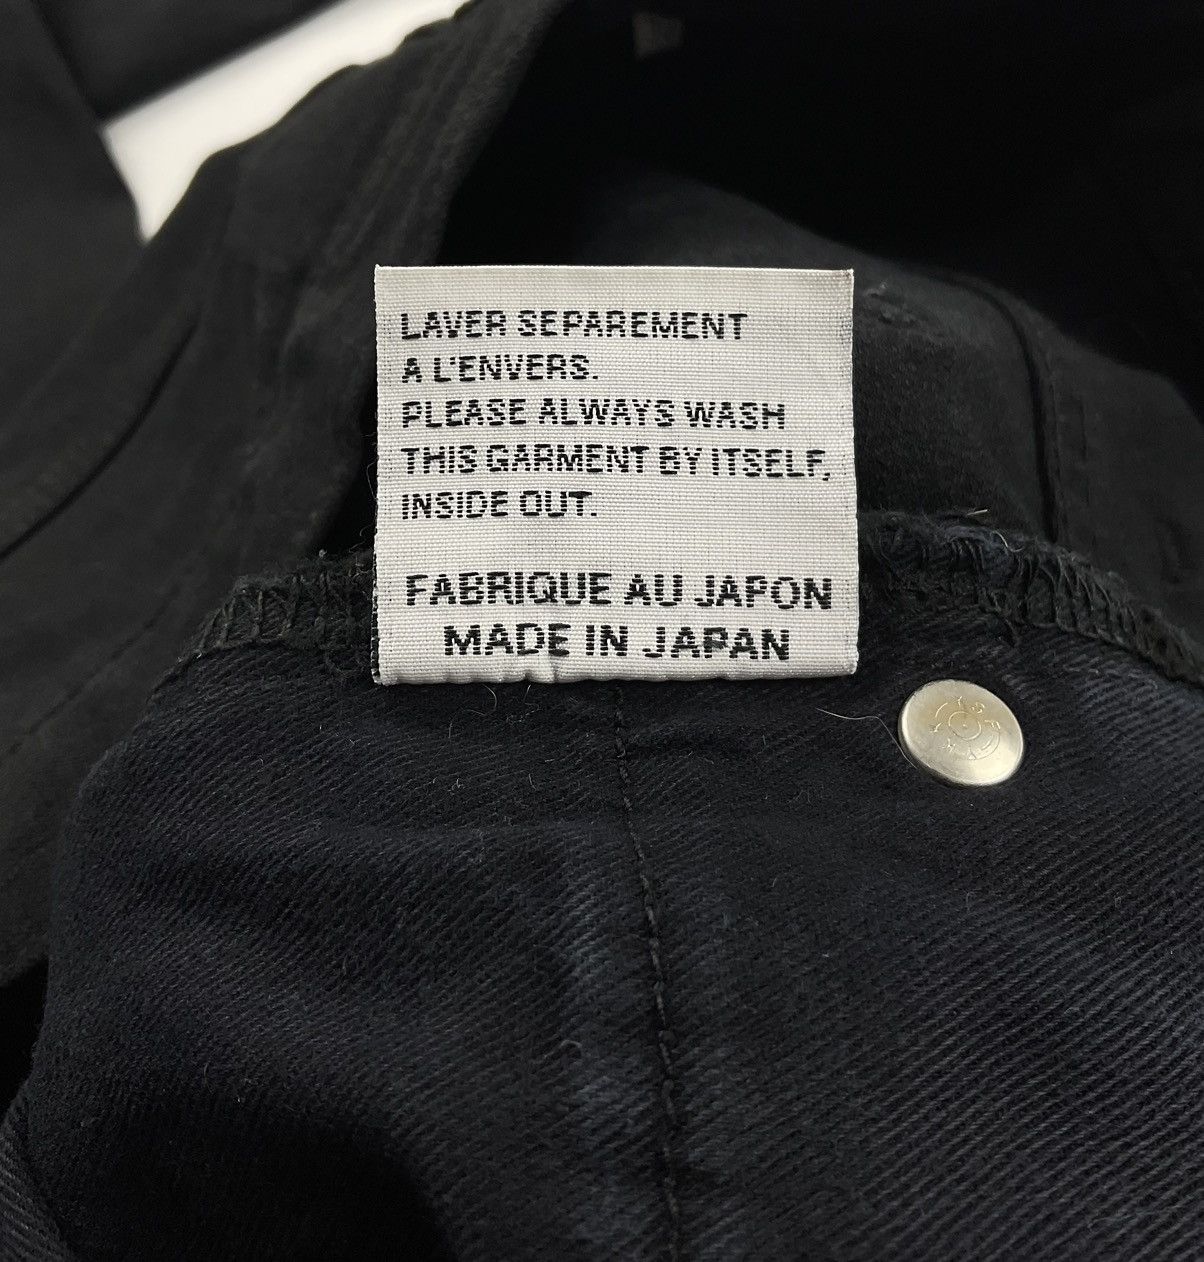 LAVER SEPAREMENT
A L'ENVERS.
PLEASE ALWAYS WASH
THIS GARMENT BY ITSELF,
INSIDE OUT.
FABRIQUE AU JAPON
MADE IN JAPAN